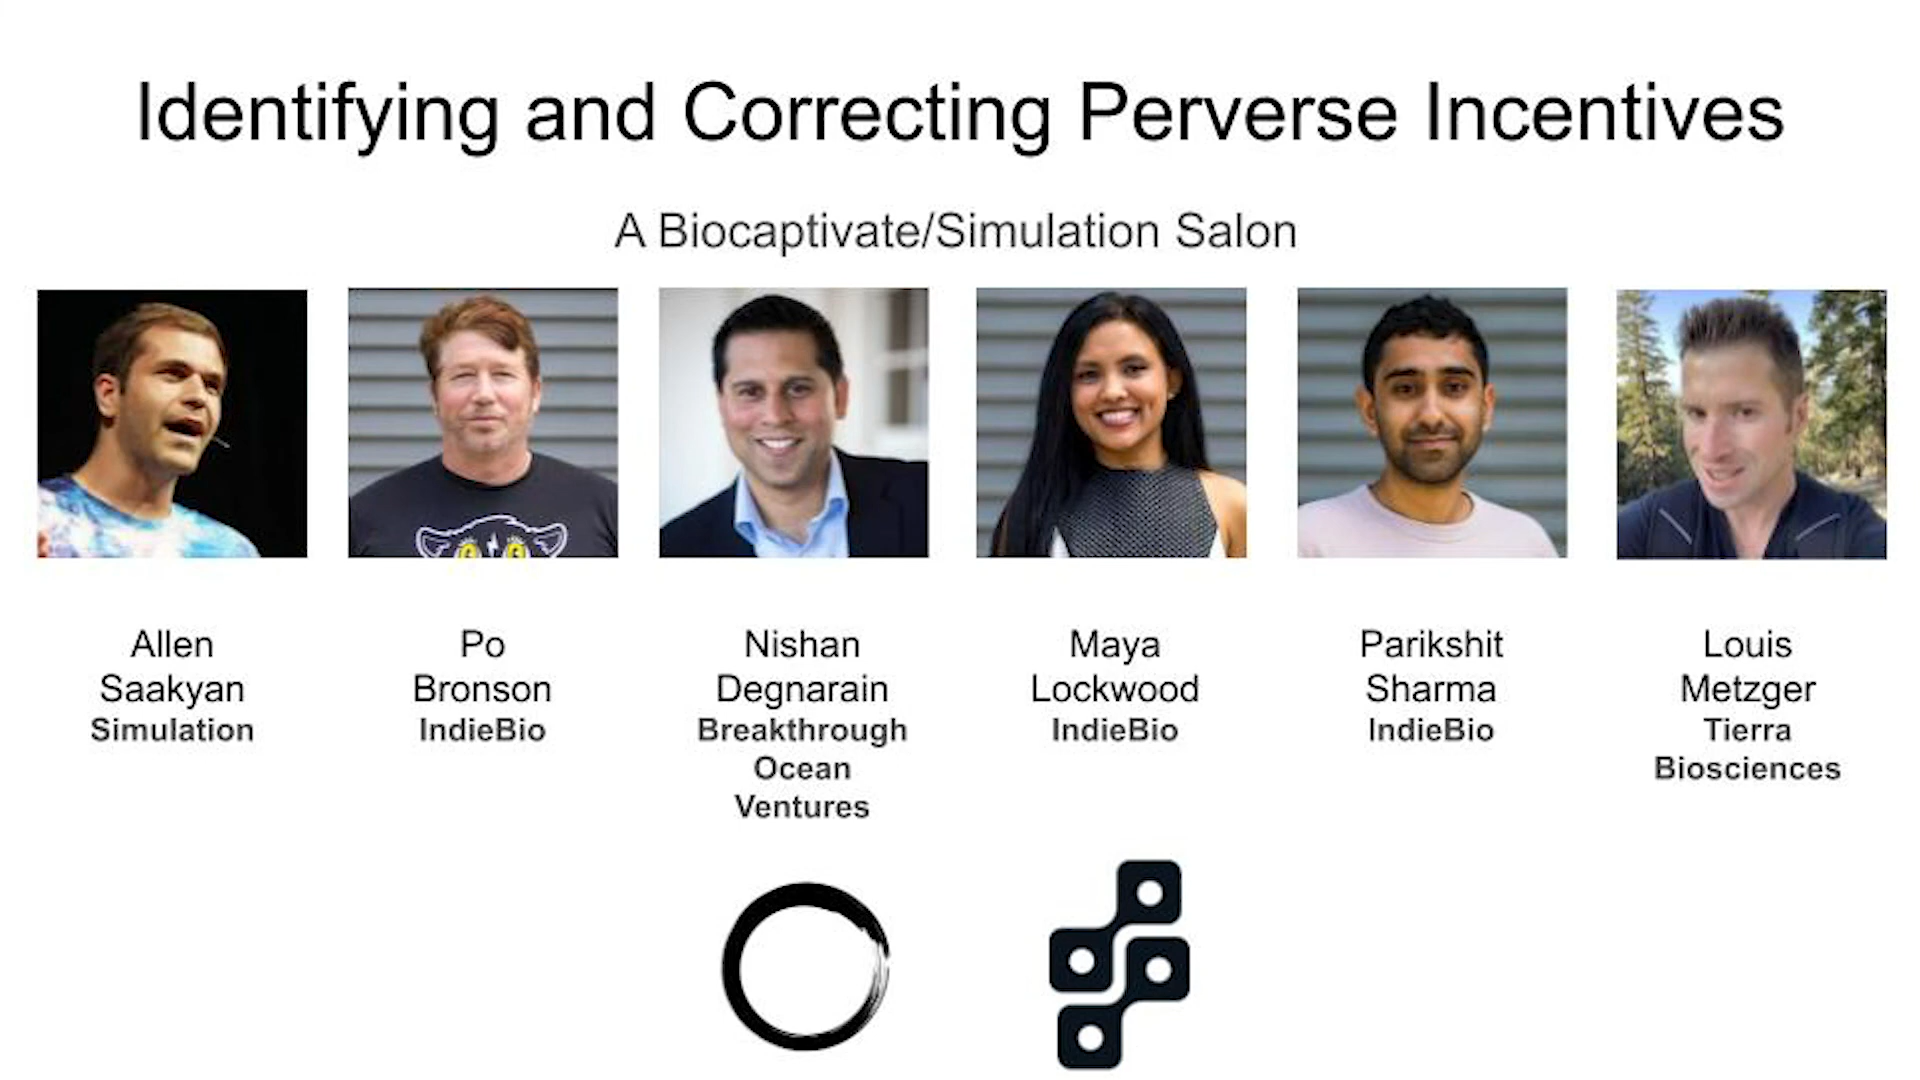 Identifying and Correcting Perverse Incentives
A Biocaptivate/Simulation Salon
Allen
Saakyan
Simulation
Po
Bronson
IndieBio
Nishan
Degnarain
Breakthrough
Ocean
Ventures
Maya
Lockwood
IndieBio
Parikshit
Sharma
IndieBio
Louis
Metzger
Tierra
Biosciences